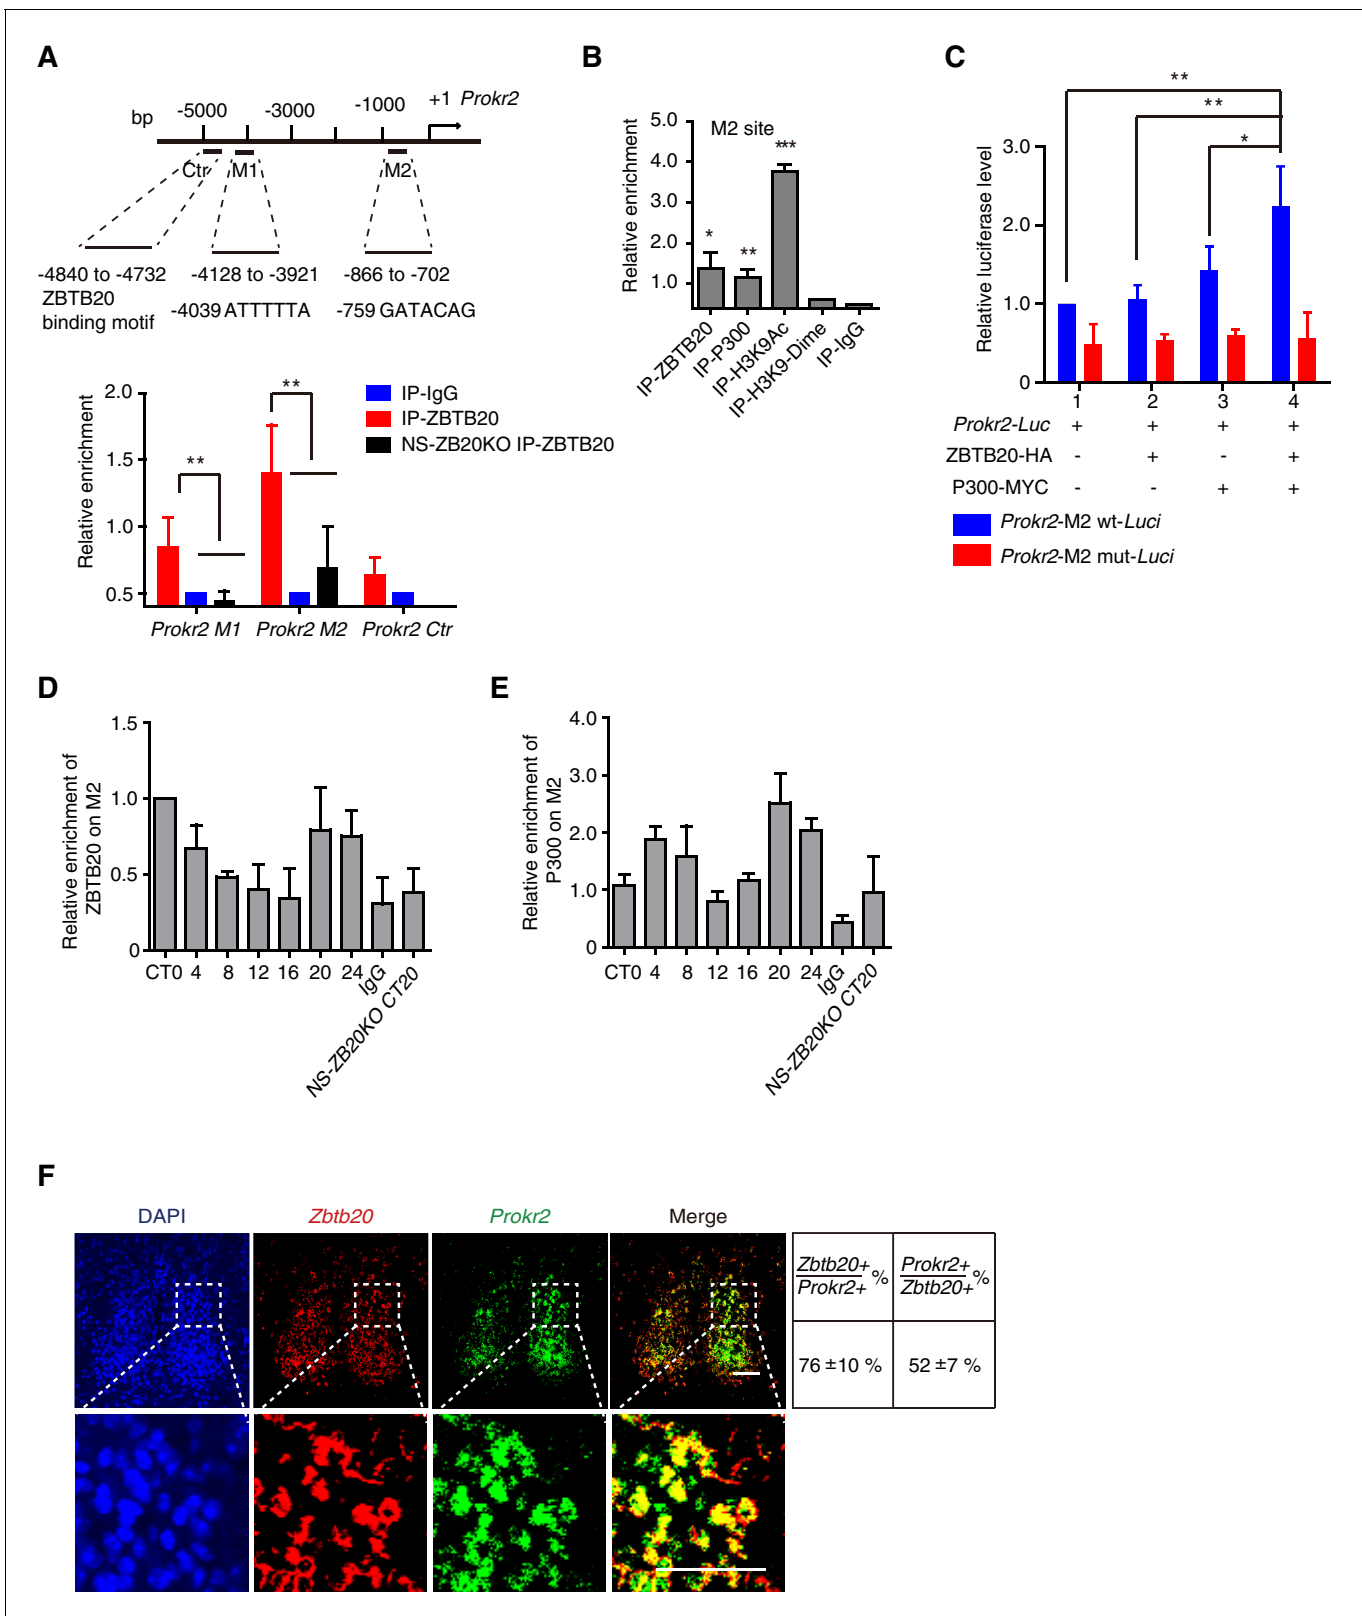 A
bp
-5000
-3000
-1000
+1 Prokr2
Ctr
M1
M2
-4840 to -4732
-4128 to -3921
-866 to -702
ZBTB20
binding motif
-4039 ATTTTTA
-759 GATACAG
Relative enrichment
2.0
1.5
1.0
0.5
**
**
IP-IgG
IP-ZBTB20
NS-ZB20KO IP-ZBTB20
Prokr2 M1
Prokr2 M2
Prokr2 Ctr
B
Relative enrichment
5.0
4.0
3.0
2.0
1.0
M2 site
*
**
***
IP-ZBTB20
IP-P300
IP-H3K9Ac
IP-H3K9-Dime
IP-IgG
C
Relative luciferase level
3.0
2.0
1.0
0
**
**
*
1 2 3 4
Prokr2-Luc + + + +
ZBTB20-HA - + - +
P300-MYC - - + +
Prokr2-M2 wt-Luci
Prokr2-M2 mut-Luci
D
Relative enrichment of
ZBTB20 on M2
1.5
1.0
0.5
0
CT0 4 8 12 16 20 24 IgG
NS-ZB20KO CT20
E
Relative enrichment of
P300 on M2
4.0
3.0
2.0
1.0
0
CT0 4 8 12 16 20 24 IgG
NS-ZB20KO CT20
F
DAPI
Zbtb20
Prokr2
Merge
Zbtb20+
Prokr2+
%
Prokr2+
Zbtb20+
%
76 ±10 %
52 ±7 %